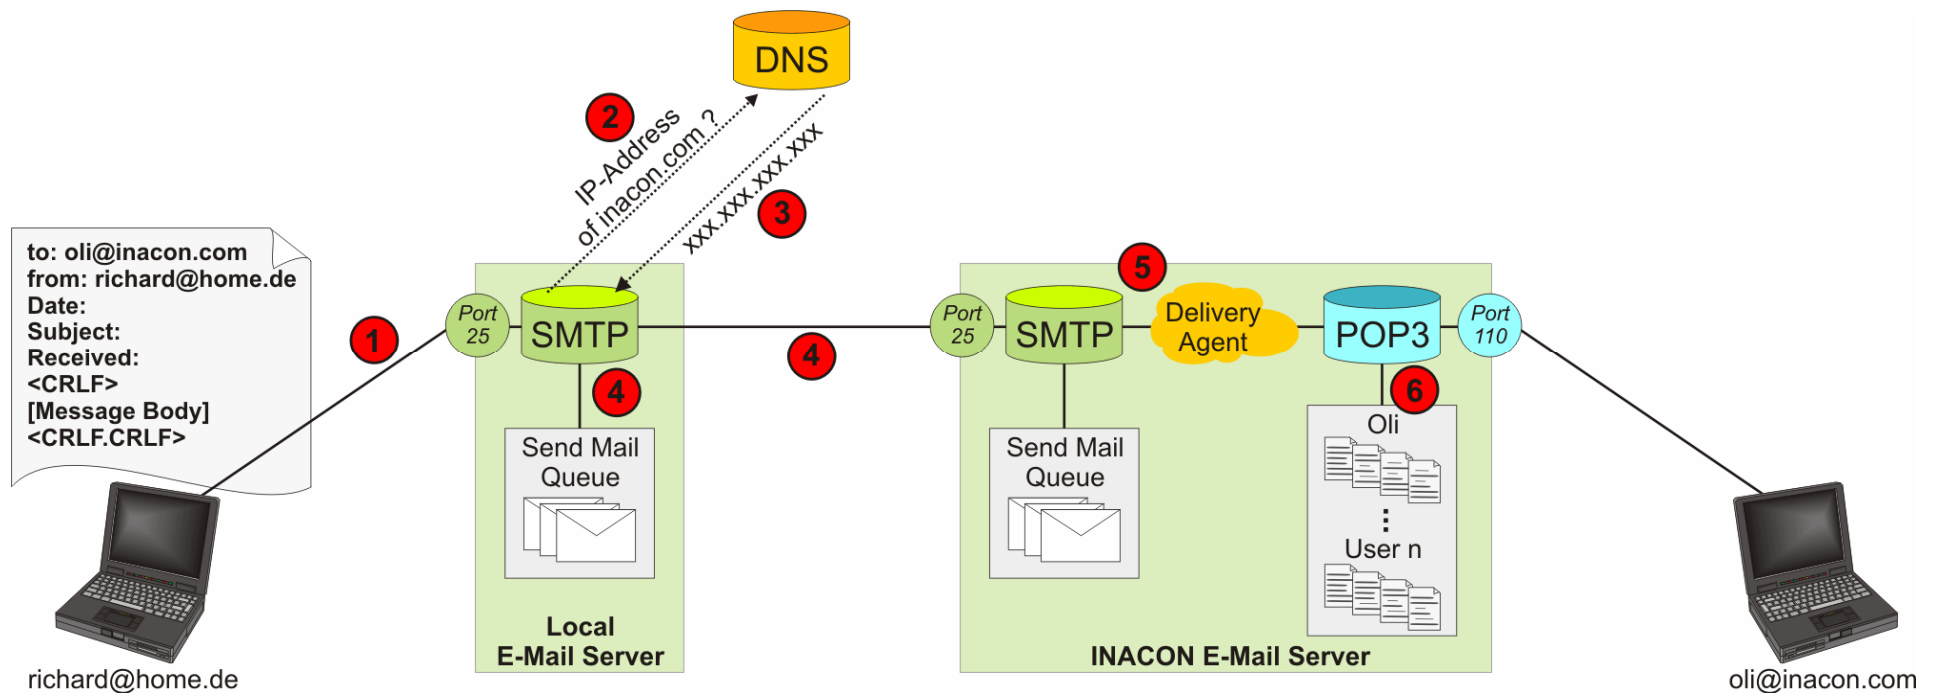 DNS
2
IP-Address
of inacon.com ?
xxx.xxx.xxx.xxx
3
to: oli@inacon.com
from: richard@home.de
Date:
Subject:
Received:
<CRLF>
[Message Body]
<CRLF.CRLF>
1
Port
25
SMTP
4
Send Mail
Queue
Local
E-Mail Server
4
Port
25
SMTP
5
Delivery
Agent
POP3
Port
110
6
Send Mail
Queue
Oli
User n
INACON E-Mail Server
richard@home.de
oli@inacon.com